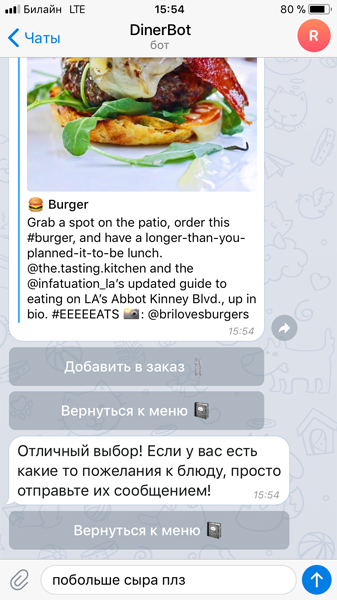 Билайн LTE 15:54 80 %
Чаты
DinerBot
бот
R
🍔 Burger
Grab a spot on the patio, order this
#burger, and have a longer-than-you-
planned-it-to-be lunch.
@the.tasting.kitchen and the
@infatuation_la’s updated guide to
eating on LA’s Abbot Kinney Blvd., up in
bio. #EEEEEATS 📷: @brilovesburgers
15:54
Добавить в заказ
Вернуться к меню
Отличный выбор! Если у вас есть
какие то пожелания к блюду, просто
отправьте их сообщением!
15:54
Вернуться к меню
побольше сыра плз